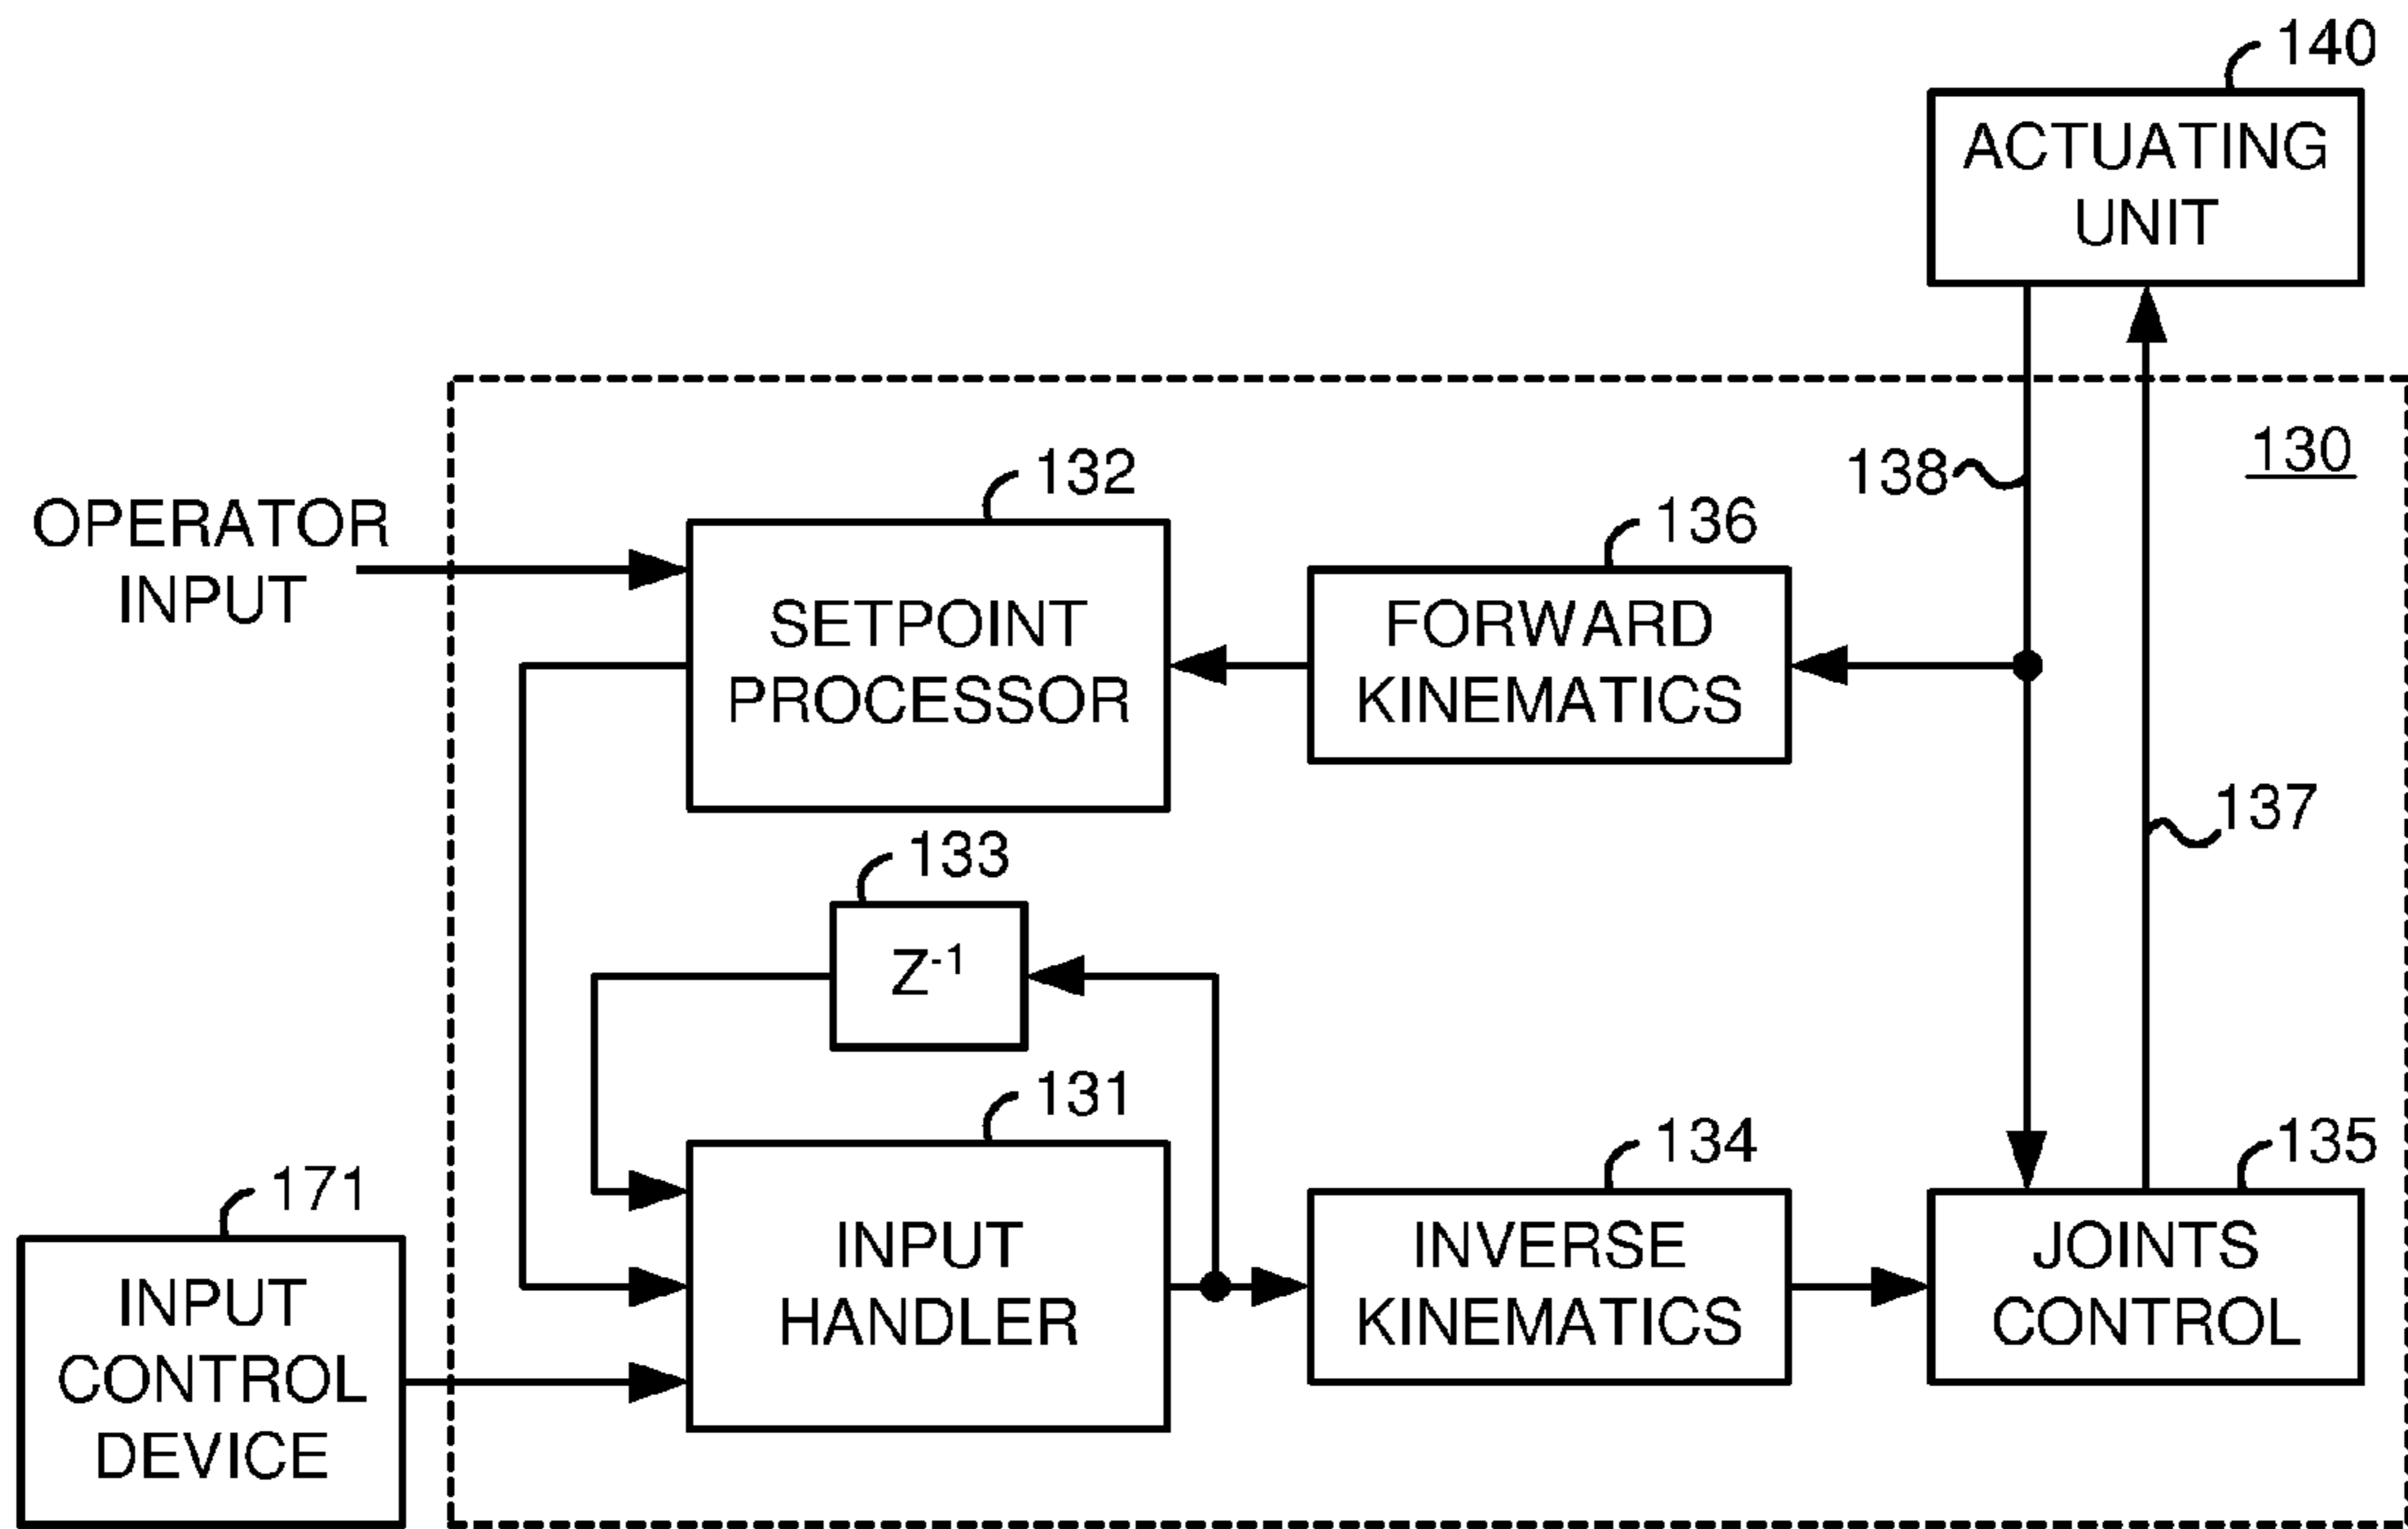 140
ACTUATING
UNIT
130
138
132
136
OPERATOR
INPUT
SETPOINT
PROCESSOR
FORWARD
KINEMATICS
137
133
Z⁻¹
131
134
135
171
INPUT
HANDLER
INVERSE
KINEMATICS
JOINTS
CONTROL
INPUT
CONTROL
DEVICE